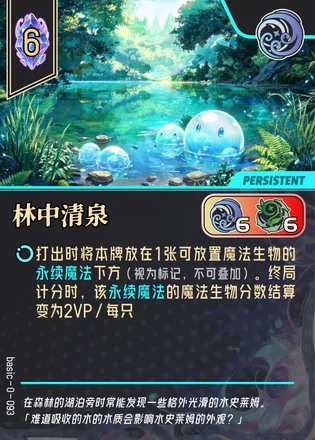 6
PERSISTENT
林中清泉
6 6
打出时将本牌放在1张可放置魔法生物的
永续魔法下方（视为标记，不可叠加）。终局
计分时，该永续魔法的魔法生物分数结算
变为2VP / 每只
basic-0-093
在森林的湖泊旁时常能发现一些格外光滑的水史莱姆。
「难道吸收的水的水质会影响水史莱姆的外观？」